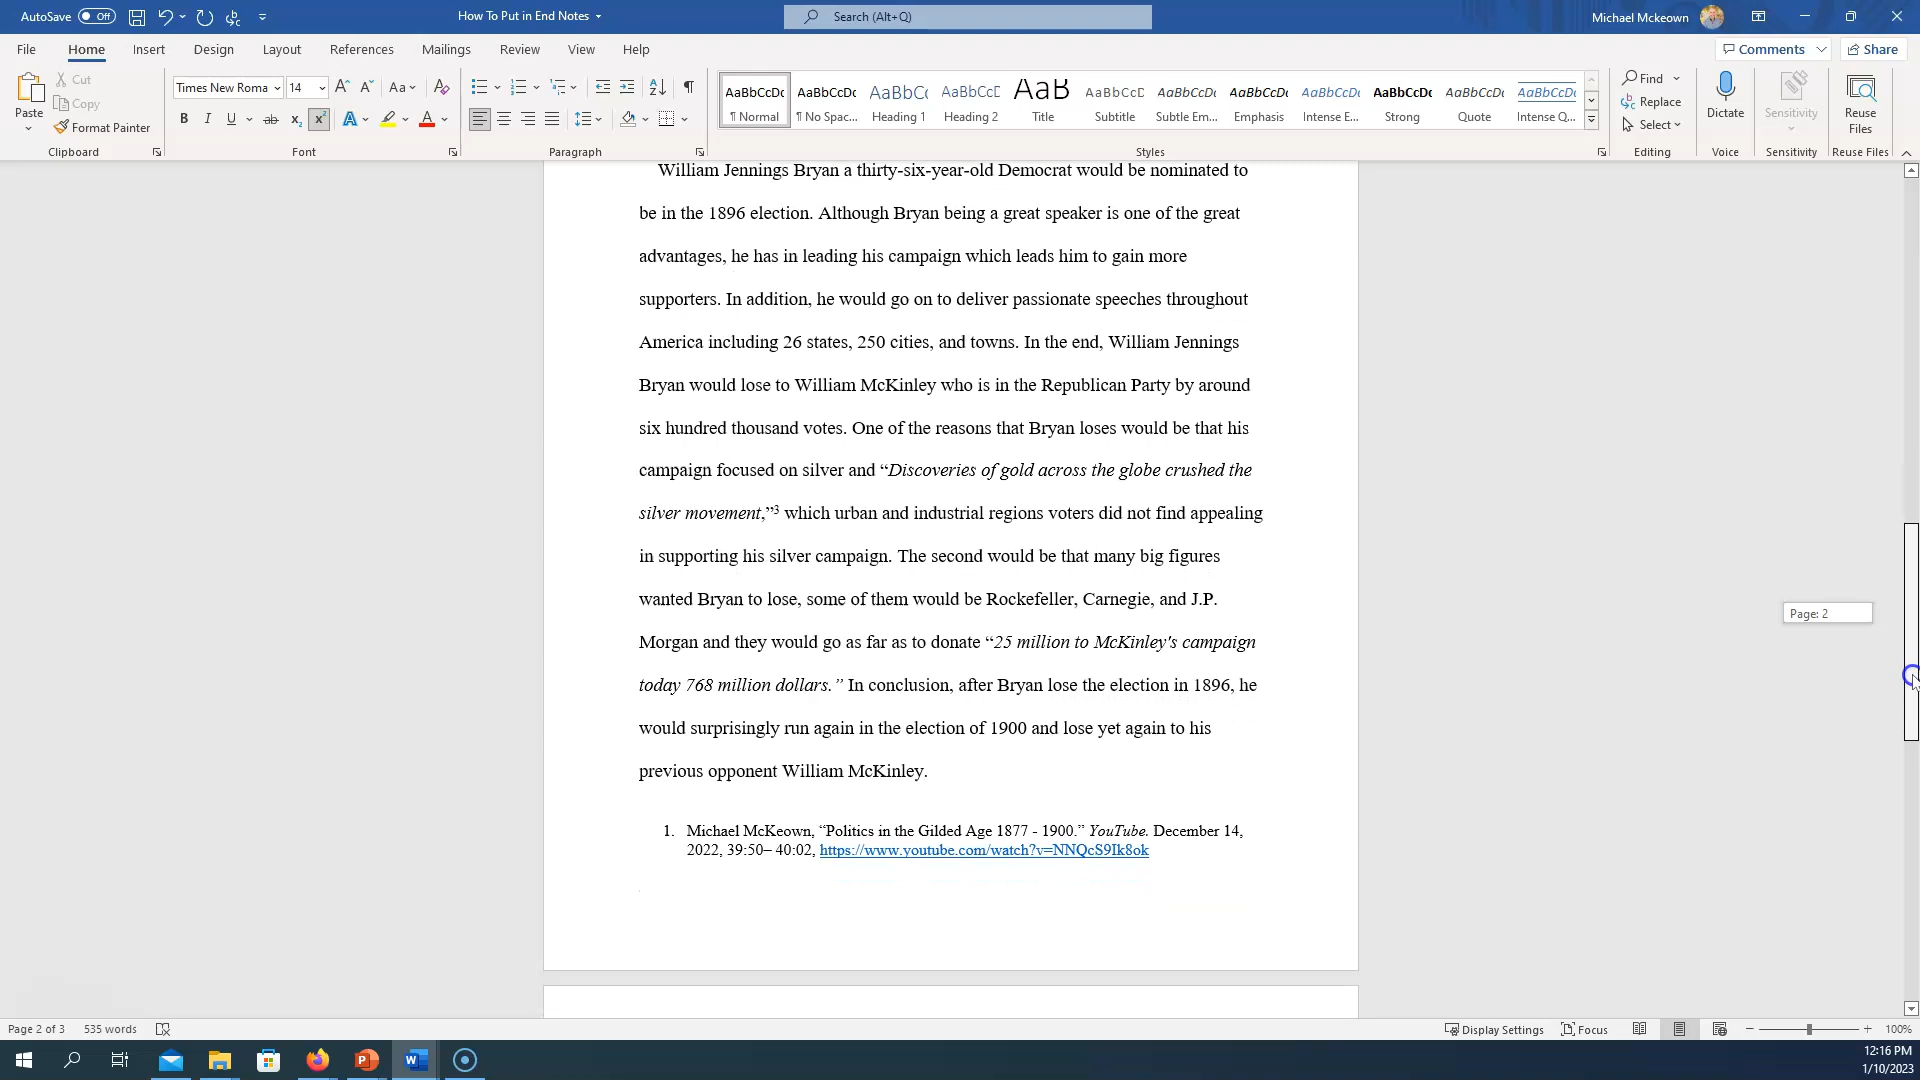 AutoSave Off
How To Put in End Notes
Search (Alt+Q)
Michael Mckeown
File Home Insert Design Layout References Mailings Review View Help
Comments Share
Paste
Cut
Copy
Format Painter
Clipboard
Times New Roma 14
Font
Paragraph
AaBbCcDc AaBbCcDc AaBbCc AaBbCcD AaB AaBbCcD AaBbCcDc AaBbCcDc AaBbCcDc AaBbCcDc AaBbCcDc AaBbCcDc
¶ Normal ¶ No Spac... Heading 1 Heading 2 Title Subtitle Subtle Em... Emphasis Intense E... Strong Quote Intense Q...
Styles
Find
Replace
Select
Editing
Dictate
Voice
Sensitivity
Sensitivity
Reuse
Files
Reuse Files
William Jennings Bryan a thirty-six-year-old Democrat would be nominated to
be in the 1896 election. Although Bryan being a great speaker is one of the great
advantages, he has in leading his campaign which leads him to gain more
supporters. In addition, he would go on to deliver passionate speeches throughout
America including 26 states, 250 cities, and towns. In the end, William Jennings
Bryan would lose to William McKinley who is in the Republican Party by around
six hundred thousand votes. One of the reasons that Bryan loses would be that his
campaign focused on silver and “Discoveries of gold across the globe crushed the
silver movement,”³ which urban and industrial regions voters did not find appealing
in supporting his silver campaign. The second would be that many big figures
wanted Bryan to lose, some of them would be Rockefeller, Carnegie, and J.P.
Morgan and they would go as far as to donate “25 million to McKinley's campaign
today 768 million dollars.” In conclusion, after Bryan lose the election in 1896, he
would surprisingly run again in the election of 1900 and lose yet again to his
previous opponent William McKinley.
1. Michael McKeown, “Politics in the Gilded Age 1877 - 1900.” YouTube. December 14,
2022, 39:50– 40:02, https://www.youtube.com/watch?v=NNQcS9Ik8ok
Page: 2
Page 2 of 3 535 words
Display Settings Focus 100%
12:16 PM
1/10/2023